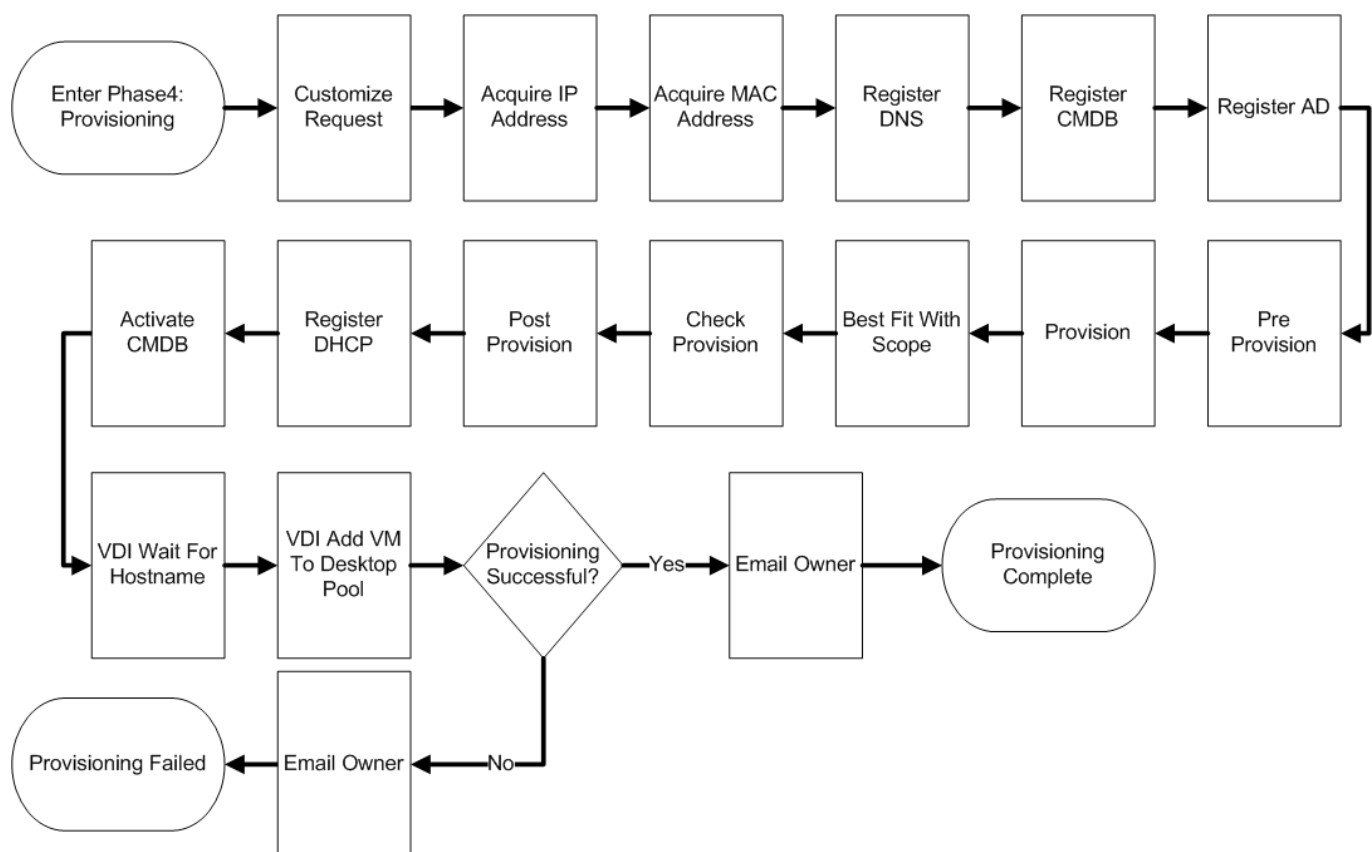 Enter Phase4:
Provisioning
Customize
Request
Acquire IP
Address
Acquire MAC
Address
Register
DNS
Register
CMDB
Register AD
Activate
CMDB
Register
DHCP
Post
Provision
Check
Provision
Best Fit With
Scope
Provision
Pre
Provision
VDI Wait For
Hostname
VDI Add VM
To Desktop
Pool
Provisioning
Successful?
Yes
Email Owner
Provisioning
Complete
Provisioning Failed
Email Owner
No